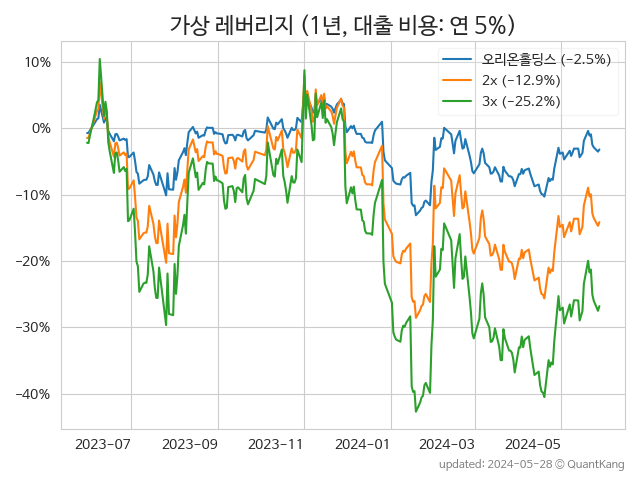 가상 레버리지 (1년, 대출 비용: 연 5%)
오리온홀딩스 (−2.5%)
2x (−12.9%)
3x (−25.2%)
10%
0%
−10%
−20%
−30%
−40%
2023-07 2023-09 2023-11 2024-01 2024-03 2024-05
updated: 2024-05-28 © QuantKang